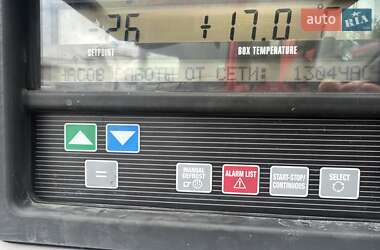 auto RIA
-26 +17.0
SETPOINT BOX TEMPERATURE
ЧАСОВ РАБОТЫ ОТ СЕТИ: 13044ЧАС
MANUAL DEFROST
ALARM LIST
START-STOP/ CONTINUOUS
SELECT
=